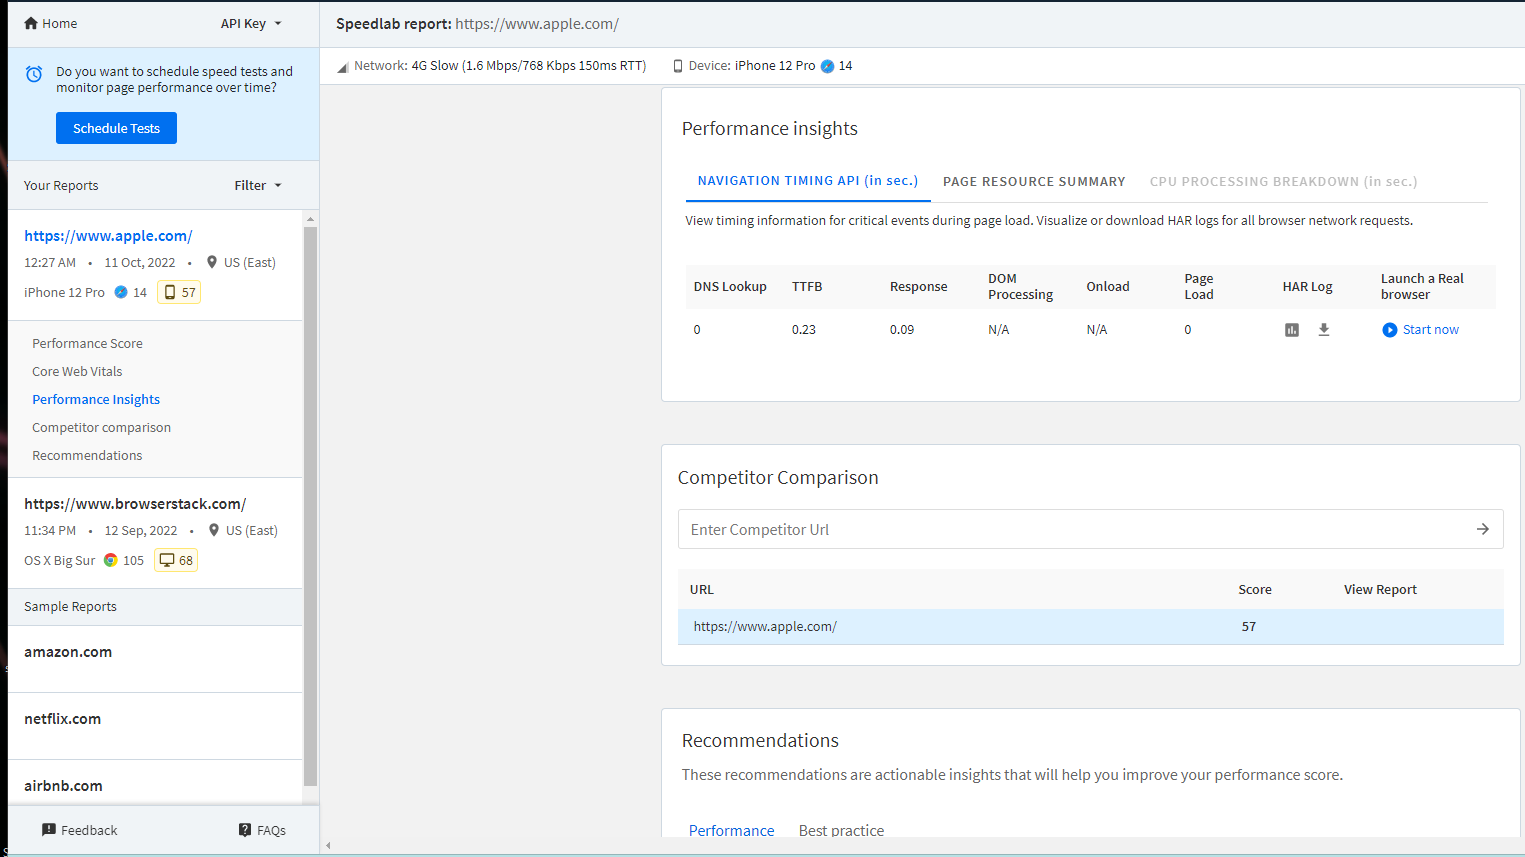 Home
API Key
Do you want to schedule speed tests and
monitor page performance over time?
Schedule Tests
Your Reports
Filter
https://www.apple.com/
12:27 AM • 11 Oct, 2022 • US (East)
iPhone 12 Pro 14 57
Performance Score
Core Web Vitals
Performance Insights
Competitor comparison
Recommendations
https://www.browserstack.com/
11:34 PM • 12 Sep, 2022 • US (East)
OS X Big Sur 105 68
Sample Reports
amazon.com
netflix.com
airbnb.com
Feedback
FAQs
Speedlab report: https://www.apple.com/
Network: 4G Slow (1.6 Mbps/768 Kbps 150ms RTT) Device: iPhone 12 Pro 14
Performance insights
NAVIGATION TIMING API (in sec.) PAGE RESOURCE SUMMARY CPU PROCESSING BREAKDOWN (in sec.)
View timing information for critical events during page load. Visualize or download HAR logs for all browser network requests.
DNS Lookup TTFB Response DOM Processing Onload Page Load HAR Log Launch a Real browser
0 0.23 0.09 N/A N/A 0 Start now
Competitor Comparison
Enter Competitor Url
URL Score View Report
https://www.apple.com/ 57
Recommendations
These recommendations are actionable insights that will help you improve your performance score.
Performance Best practice